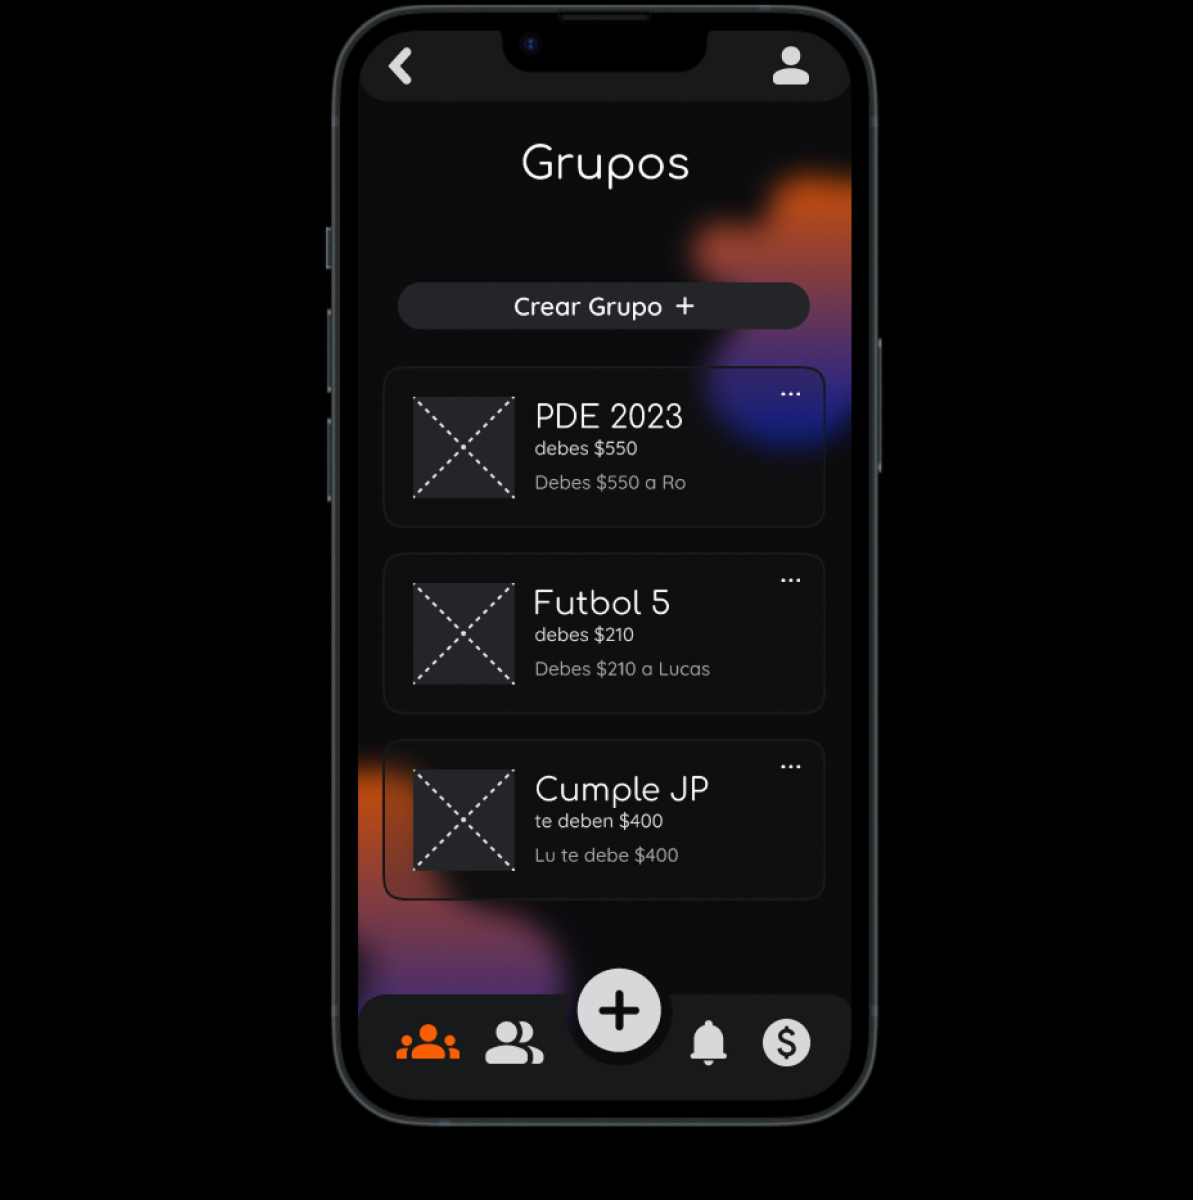 Grupos
Crear Grupo +
...
PDE 2023
debes $550
Debes $550 a Ro
...
Futbol 5
debes $210
Debes $210 a Lucas
...
Cumple JP
te deben $400
Lu te debe $400
+
$